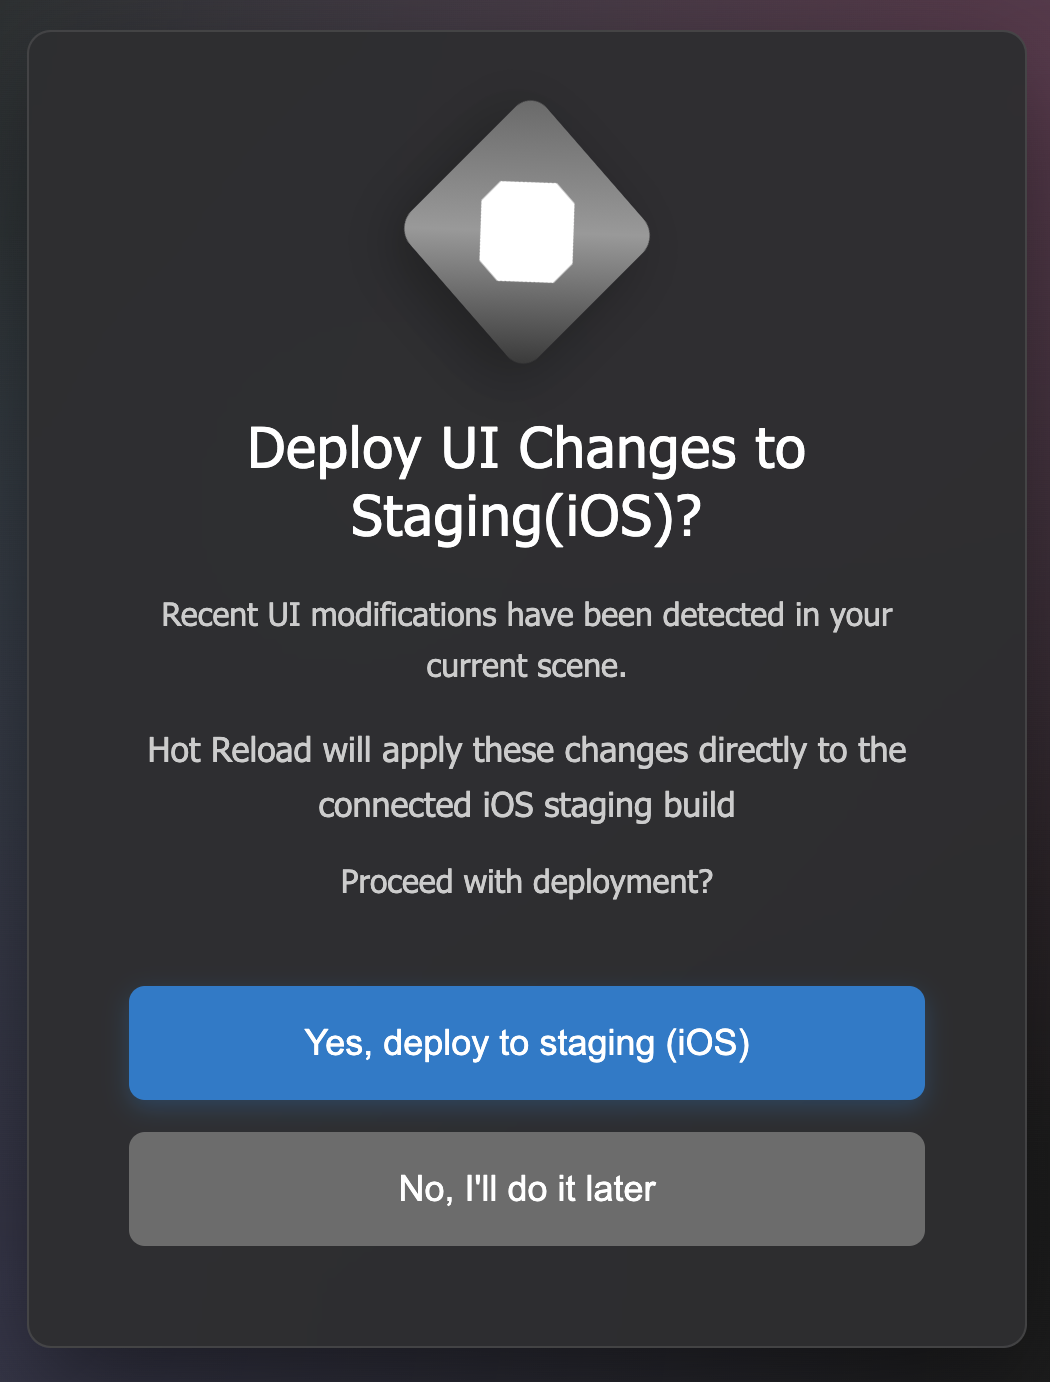 Deploy UI Changes to
Staging(iOS)?
Recent UI modifications have been detected in your
current scene.
Hot Reload will apply these changes directly to the
connected iOS staging build
Proceed with deployment?
Yes, deploy to staging (iOS)
No, I'll do it later